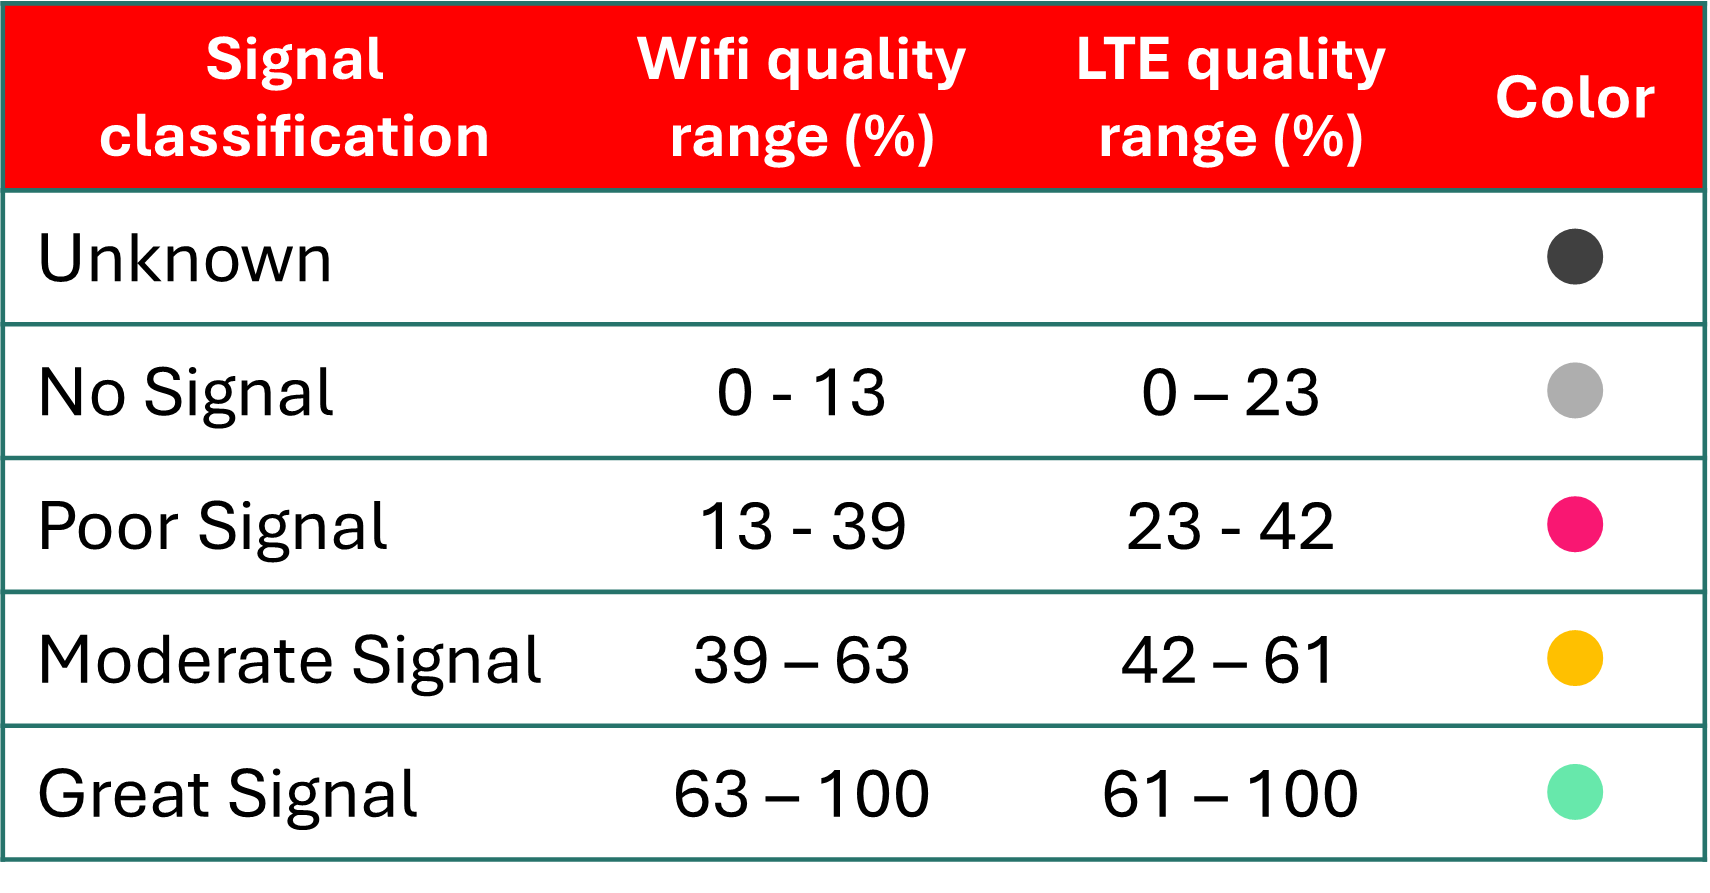 Signal classification Wifi quality range (%) LTE quality range (%) Color
Unknown
No Signal 0 - 13 0 – 23
Poor Signal 13 - 39 23 - 42
Moderate Signal 39 – 63 42 – 61
Great Signal 63 – 100 61 – 100